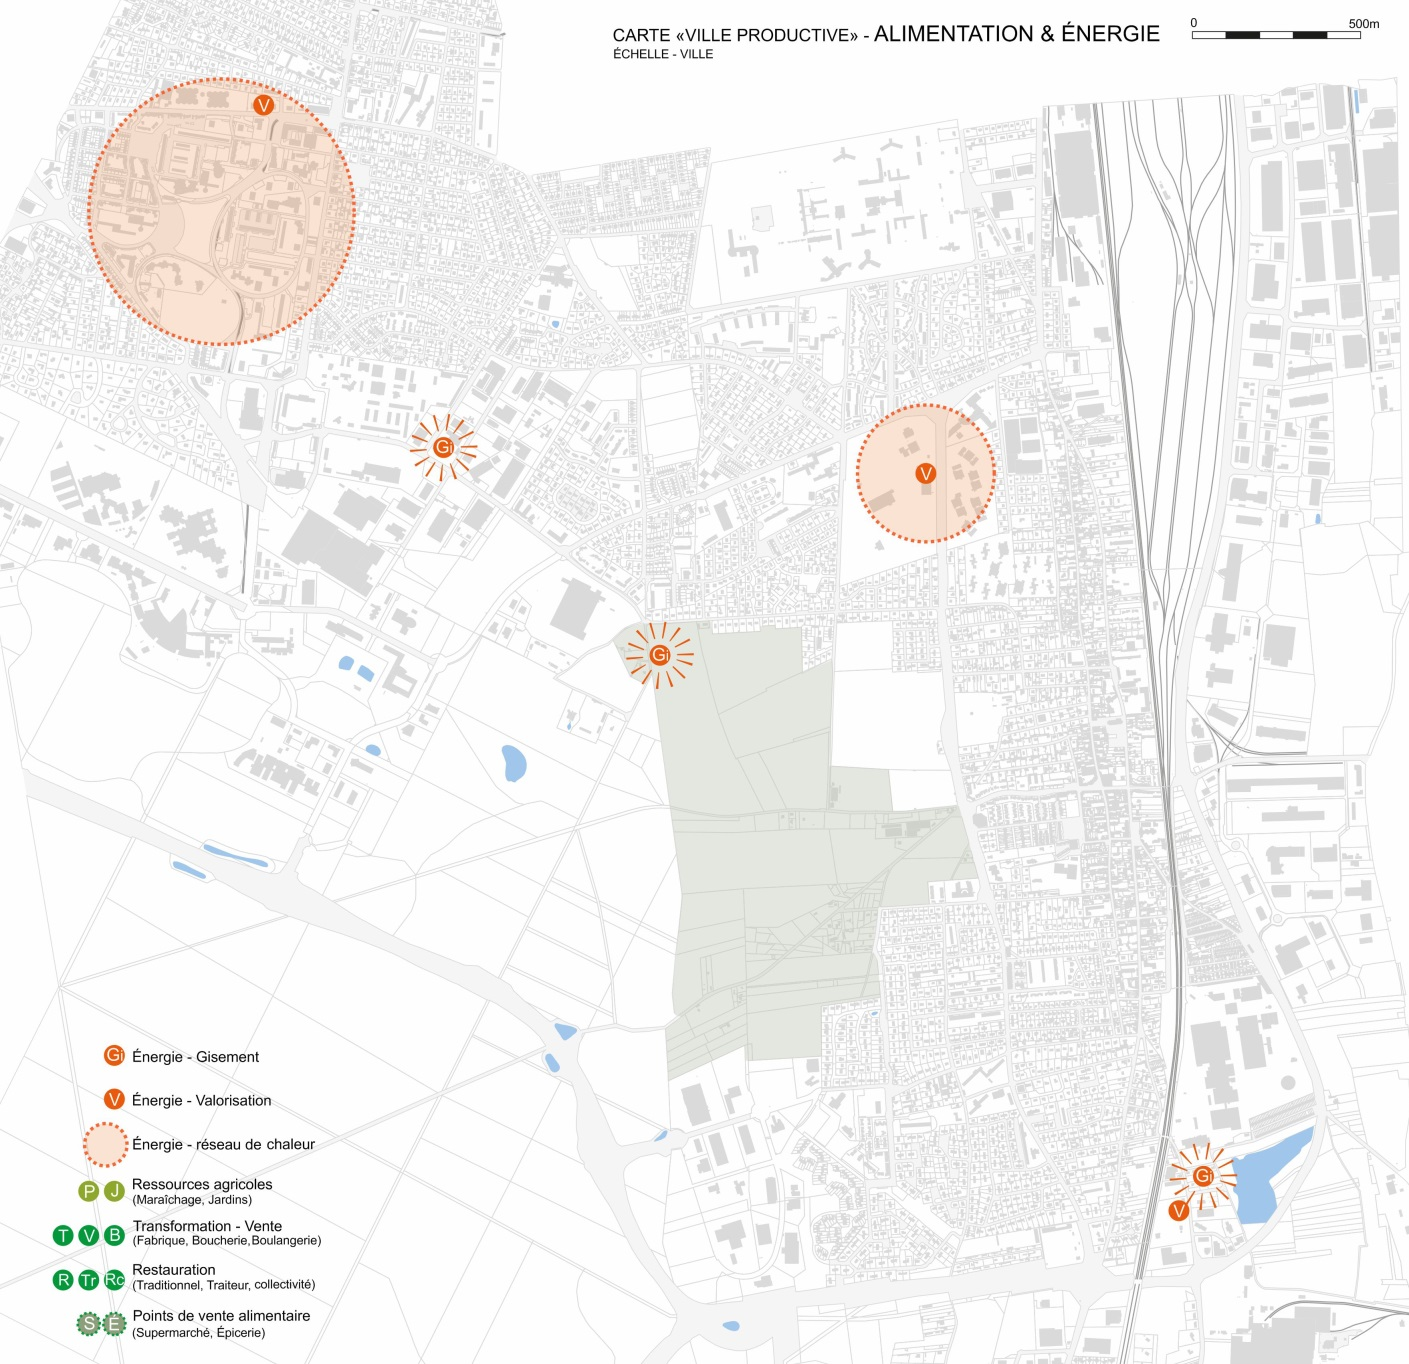 CARTE «VILLE PRODUCTIVE» - ALIMENTATION & ÉNERGIE
ÉCHELLE - VILLE
0 500m
V
Gi
V
Gi
Gi
V
Gi Énergie - Gisement
V Énergie - Valorisation
Énergie - réseau de chaleur
P J Ressources agricoles
(Maraîchage, Jardins)
T V B Transformation - Vente
(Fabrique, Boucherie, Boulangerie)
R Tr Rc Restauration
(Traditionnel, Traiteur, collectivité)
S É Points de vente alimentaire
(Supermarché, Épicerie)